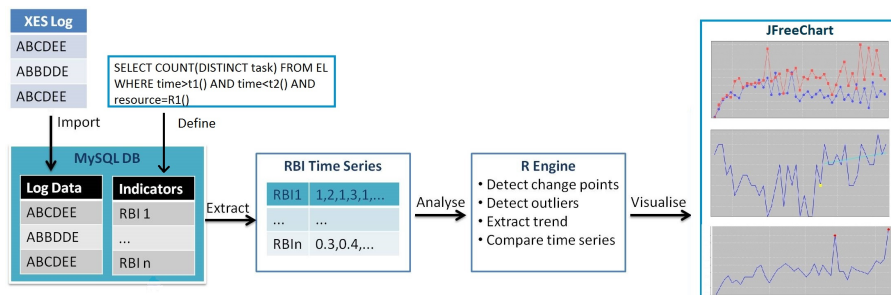 XES Log
ABCDEE
ABBDDE
ABCDEE
SELECT COUNT(DISTINCT task) FROM EL
WHERE time>t1() AND time<t2() AND
resource=R1()
Import
Define
MySQL DB
Log Data
ABCDEE
ABBDDE
ABCDEE
Indicators
RBI 1
...
RBI n
Extract
RBI Time Series
RBI1 1,2,1,3,1,...
... ...
RBIn 0.3,0.4,...
Analyse
R Engine
• Detect change points
• Detect outliers
• Extract trend
• Compare time series
Visualise
JFreeChart